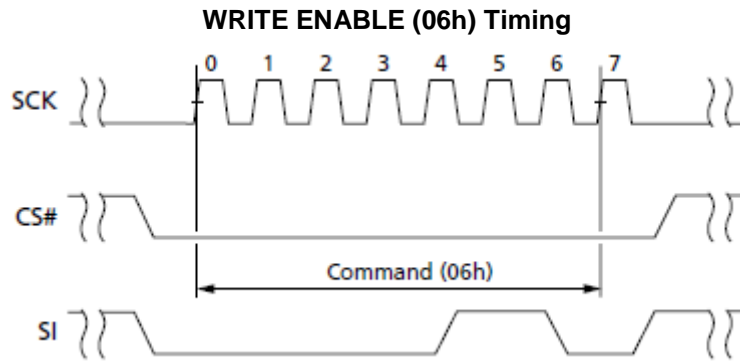 WRITE ENABLE (06h) Timing
0 1 2 3 4 5 6 7
SCK
CS#
Command (06h)
SI